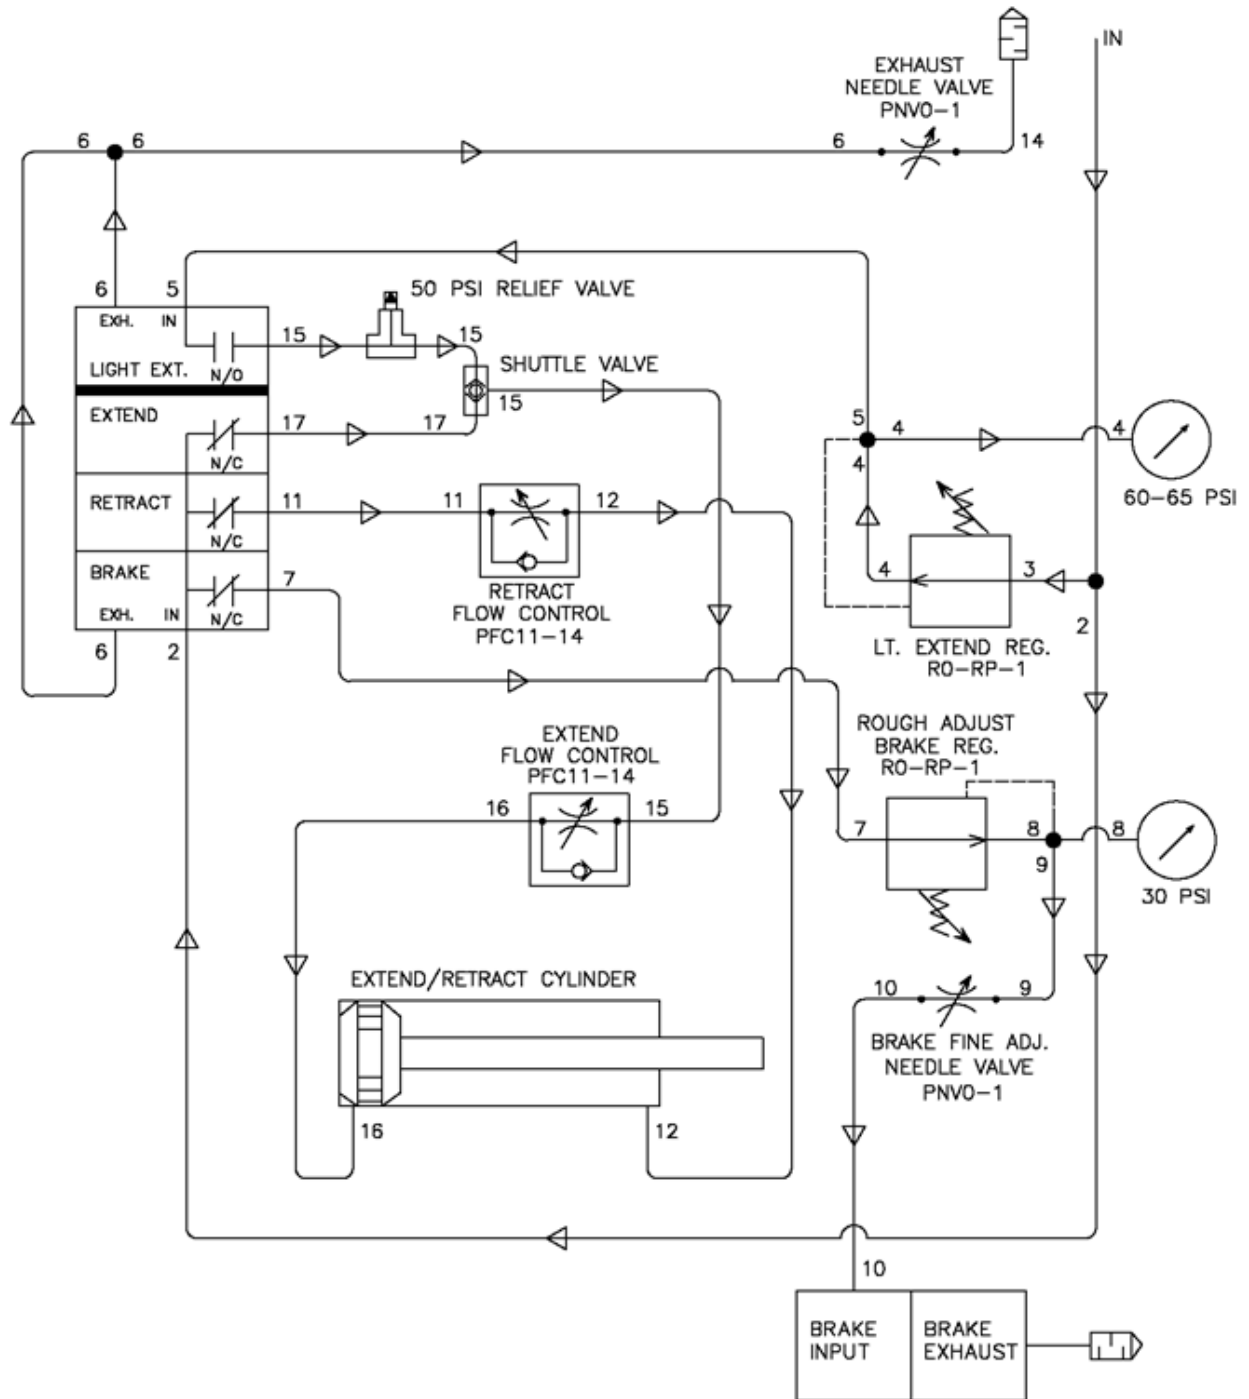 IN
EXHAUST
NEEDLE VALVE
PNVO-1
6
6
6
14
6
5
50 PSI RELIEF VALVE
EXH.
IN
15
15
SHUTTLE VALVE
LIGHT EXT.
N/O
15
EXTEND
17
17
5
4
4
4
N/C
60-65 PSI
RETRACT
11
11
12
N/C
BRAKE
7
4
3
RETRACT
FLOW CONTROL
PFC11-14
EXH.
IN
N/C
2
6
2
LT. EXTEND REG.
RO-RP-1
EXTEND
FLOW CONTROL
PFC11-14
ROUGH ADJUST
BRAKE REG.
RO-RP-1
16
15
7
8
8
9
30 PSI
EXTEND/RETRACT CYLINDER
10
9
BRAKE FINE ADJ.
NEEDLE VALVE
PNVO-1
16
12
10
BRAKE
INPUT
BRAKE
EXHAUST